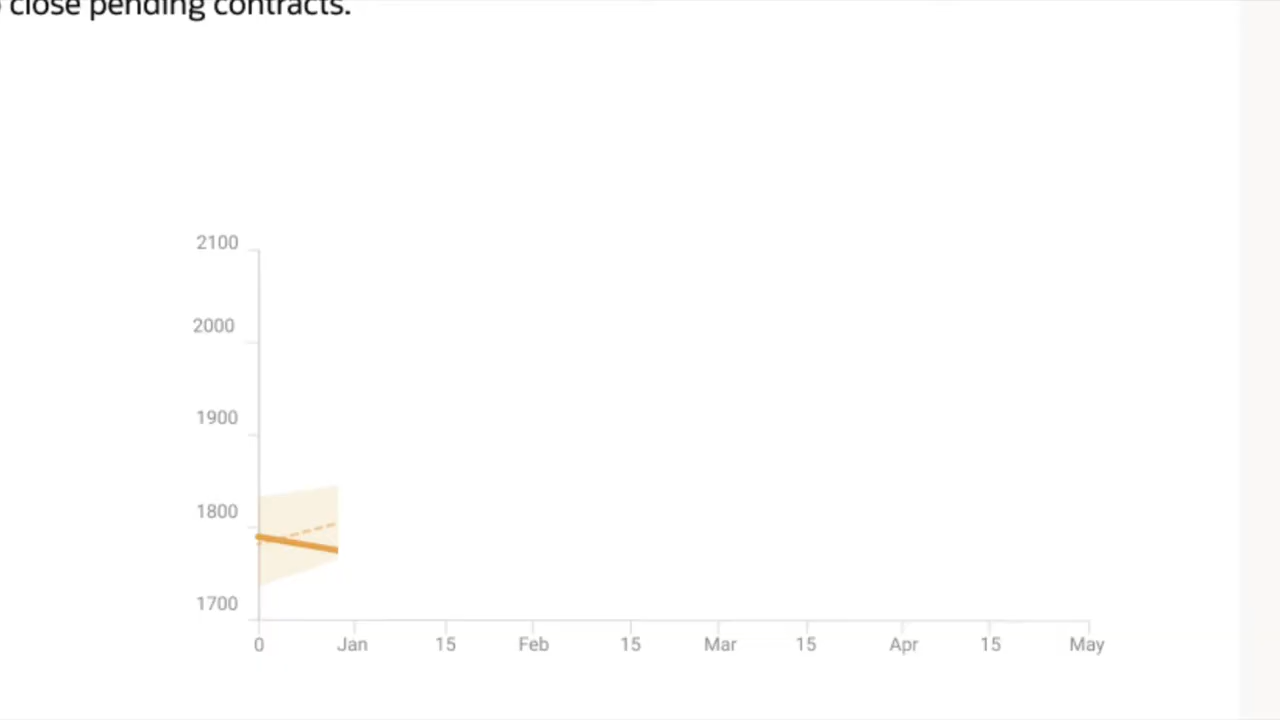 close pending contracts.
2100
2000
1900
1800
1700
0 Jan 15 Feb 15 Mar 15 Apr 15 May